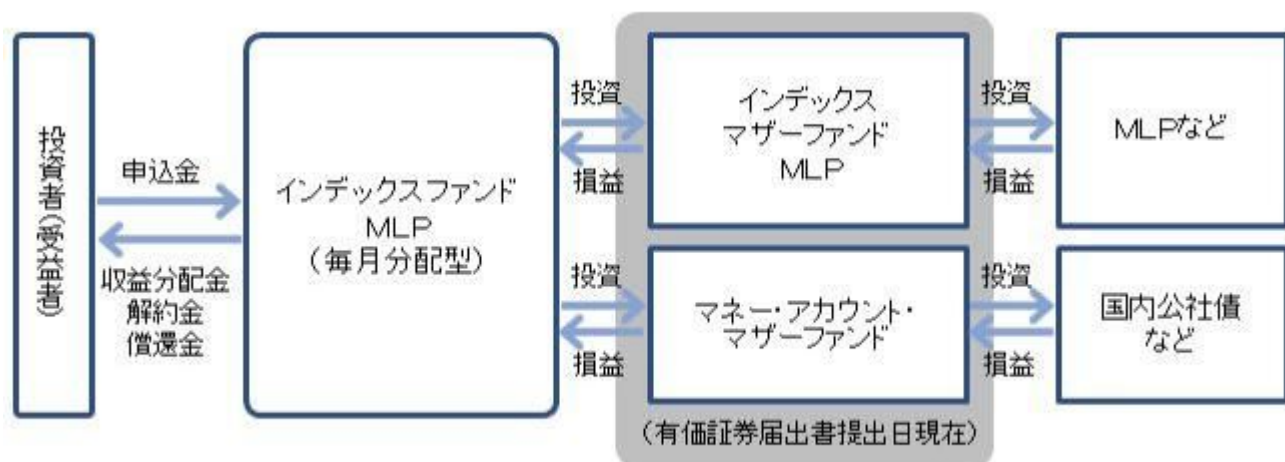 投資者(受益者)
申込金
収益分配金
解約金
償還金
インデックスファンド
MLP
(毎月分配型)
投資
損益
投資
損益
インデックス
マザーファンド
MLP
マネー・アカウント・
マザーファンド
(有価証券届出書提出日現在)
投資
損益
投資
損益
MLPなど
国内公社債
など